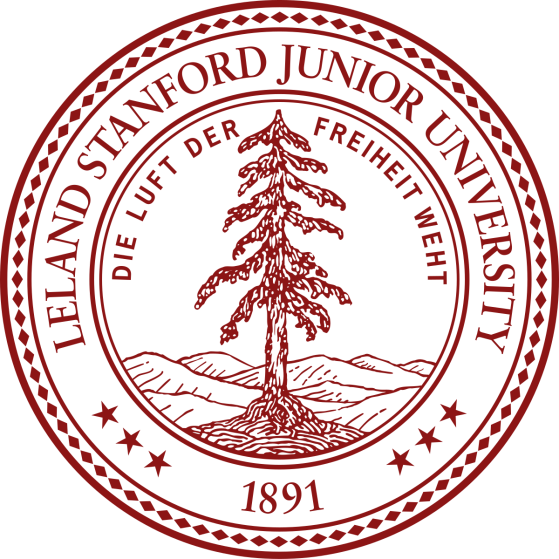 LELAND STANFORD JUNIOR UNIVERSITY
DIE LUFT DER FREIHEIT WEHT
1891